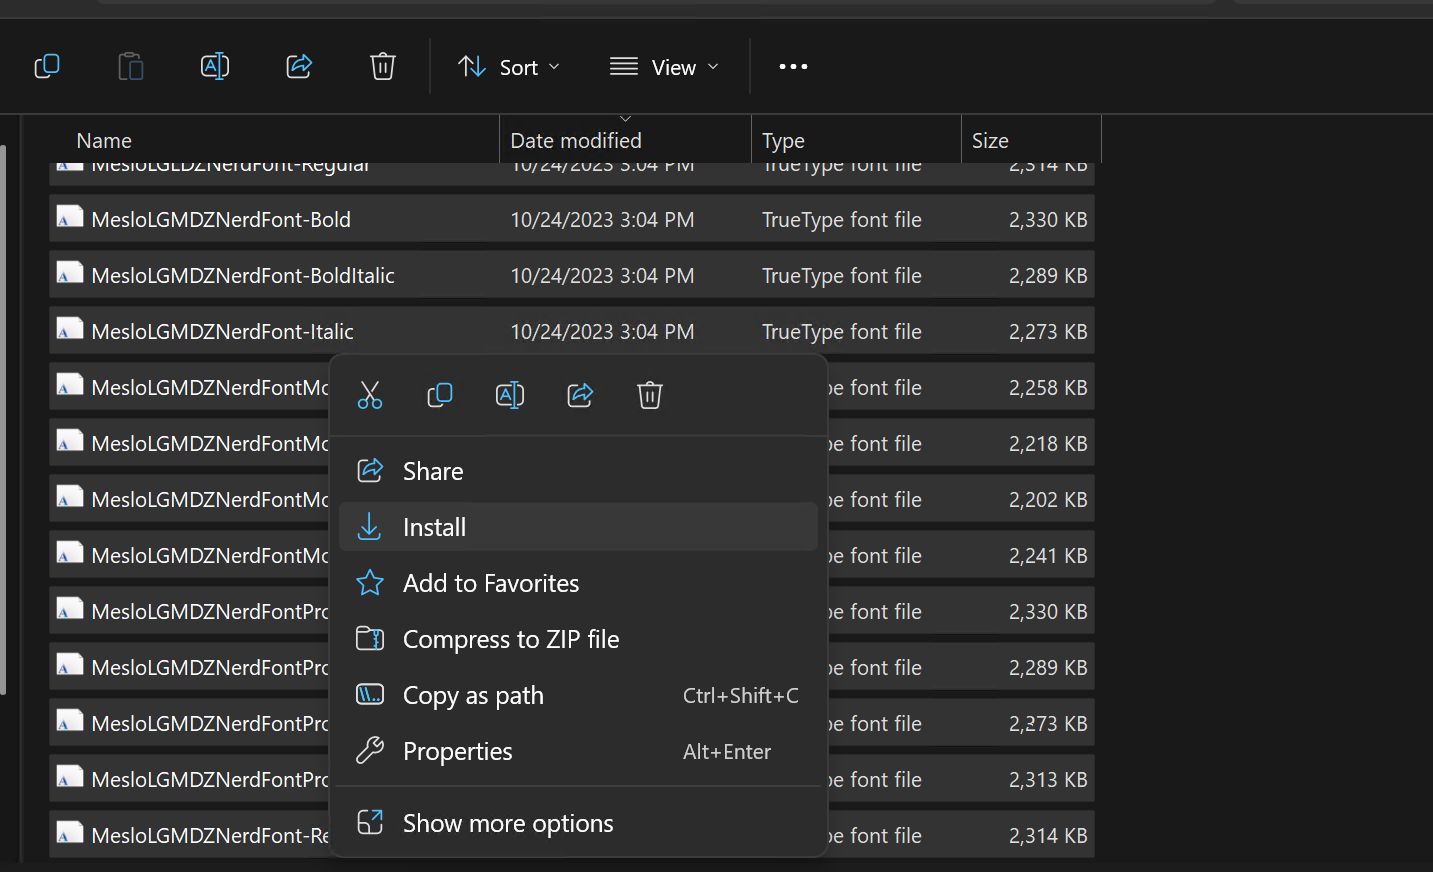 Sort View
Name Date modified Type Size
MesloLGLDZNerdFont-Regular 10/24/2023 3:04 PM TrueType font file 2,314 KB
MesloLGMDZNerdFont-Bold 10/24/2023 3:04 PM TrueType font file 2,330 KB
MesloLGMDZNerdFont-BoldItalic 10/24/2023 3:04 PM TrueType font file 2,289 KB
MesloLGMDZNerdFont-Italic 10/24/2023 3:04 PM TrueType font file 2,273 KB
MesloLGMDZNerdFontMo pe font file 2,258 KB
MesloLGMDZNerdFontMo pe font file 2,218 KB
Share
MesloLGMDZNerdFontMo pe font file 2,202 KB
Install
MesloLGMDZNerdFontMo pe font file 2,241 KB
Add to Favorites
MesloLGMDZNerdFontPro pe font file 2,330 KB
Compress to ZIP file
MesloLGMDZNerdFontPro pe font file 2,289 KB
Copy as path Ctrl+Shift+C
MesloLGMDZNerdFontPro pe font file 2,273 KB
Properties Alt+Enter
MesloLGMDZNerdFontPro pe font file 2,313 KB
Show more options
MesloLGMDZNerdFont-Re pe font file 2,314 KB